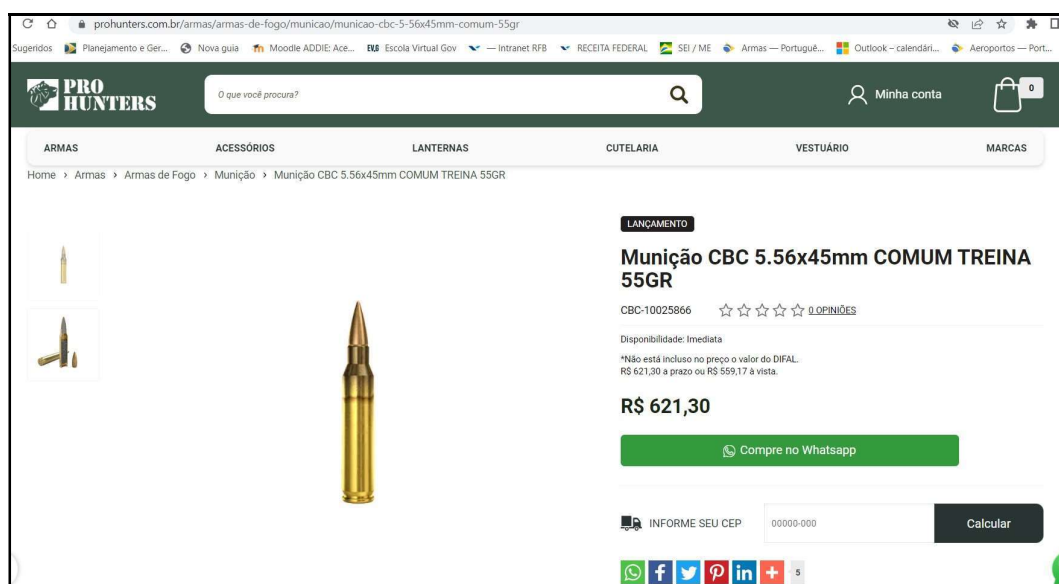 prohunters.com.br/armas/armas-de-fogo/municao/municao-cbc-5-56x45mm-comum-55gr
Sugeridos Planejamento e Ger... Nova guia Moodle ADDIE: Ace... EV.G Escola Virtual Gov — Intranet RFB RECEITA FEDERAL SEI / ME Armas — Portuguê... Outlook – calendári... Aeroportos — Port...
PRO HUNTERS
O que você procura?
Minha conta
0
ARMAS ACESSÓRIOS LANTERNAS CUTELARIA VESTUÁRIO MARCAS
Home > Armas > Armas de Fogo > Munição > Munição CBC 5.56x45mm COMUM TREINA 55GR
LANÇAMENTO
Munição CBC 5.56x45mm COMUM TREINA
55GR
CBC-10025866 0 OPINIÕES
Disponibilidade: Imediata
*Não está incluso no preço o valor do DIFAL.
R$ 621,30 a prazo ou R$ 559,17 à vista.
R$ 621,30
Compre no Whatsapp
INFORME SEU CEP 00000-000 Calcular
5